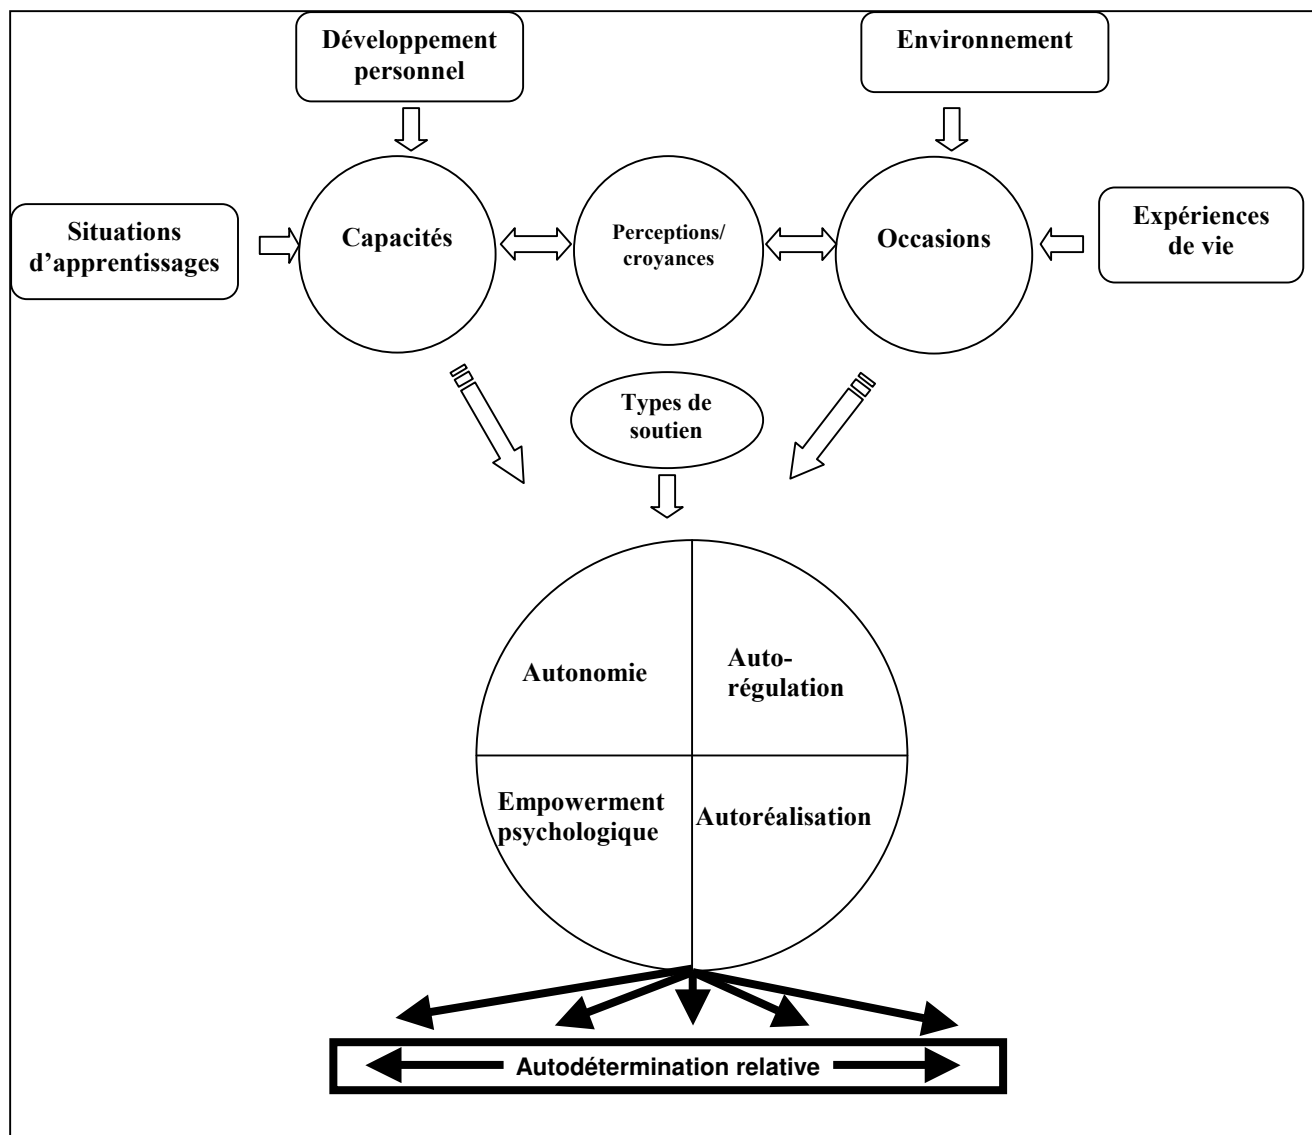 Développement
personnel
Environnement
Situations
d’apprentissages
Capacités
Perceptions/
croyances
Occasions
Expériences
de vie
Types de
soutien
Autonomie
Auto-
régulation
Empowerment
psychologique
Autoréalisation
Autodétermination relative